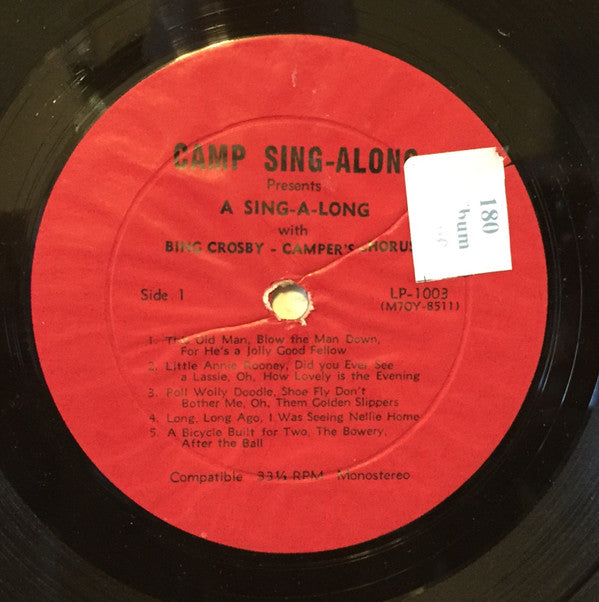 CAMP SING-ALONG
Presents
A SING-A-LONG
with
BING CROSBY - CAMPER'S CHORUS
180
Side 1
LP-1003
(M70Y-8511)
1. The Old Man, Blow the Man Down,
For He's a Jolly Good Fellow
2. Little Annie Rooney, Did you Ever See
a Lassie, Oh, How Lovely is the Evening
3. Poll Wolly Doodle, Shoe Fly Don't
Bother Me, Oh, Them Golden Slippers
4. Long, Long Ago, I Was Seeing Nellie Home
5. A Bicycle Built for Two, The Bowery,
After the Ball
Compatible 33⅓ RPM Monostereo